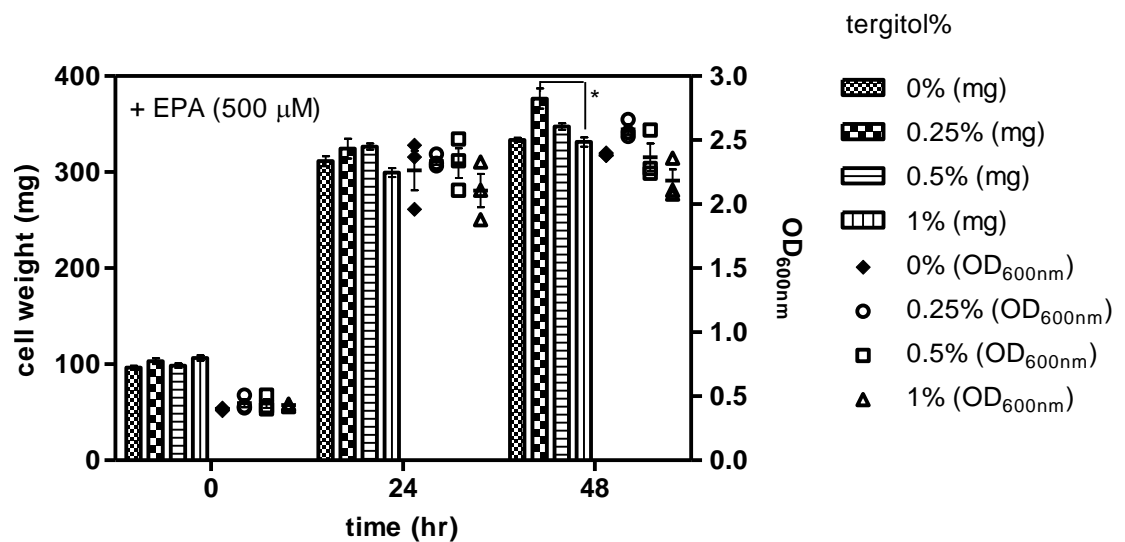 tergitol%
400
300
200
100
0
cell weight (mg)
+ EPA (500 μM)
*
3.0
2.5
2.0
1.5
1.0
0.5
0.0
OD600nm
0
24
48
time (hr)
0% (mg)
0.25% (mg)
0.5% (mg)
1% (mg)
0% (OD600nm)
0.25% (OD600nm)
0.5% (OD600nm)
1% (OD600nm)